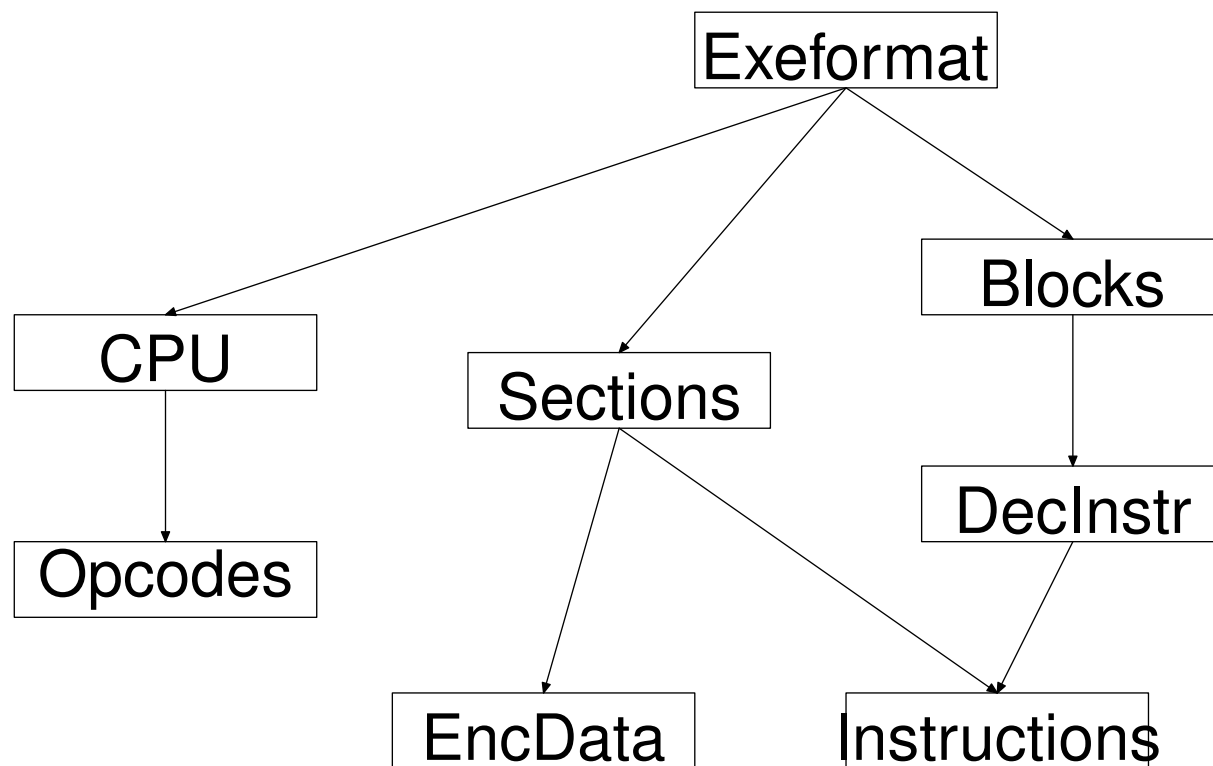 Exeformat
Blocks
CPU
Sections
DecInstr
Opcodes
EncData
Instructions